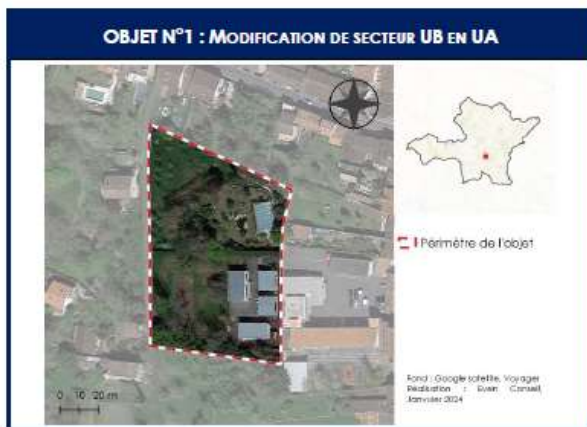 OBJET N°1 : MODIFICATION DE SECTEUR UB EN UA
Périmètre de l'objet
0 10 20 m
Fond : Google satellite, Voyager
Réalisation : Even Conseil,
Janvier 2024